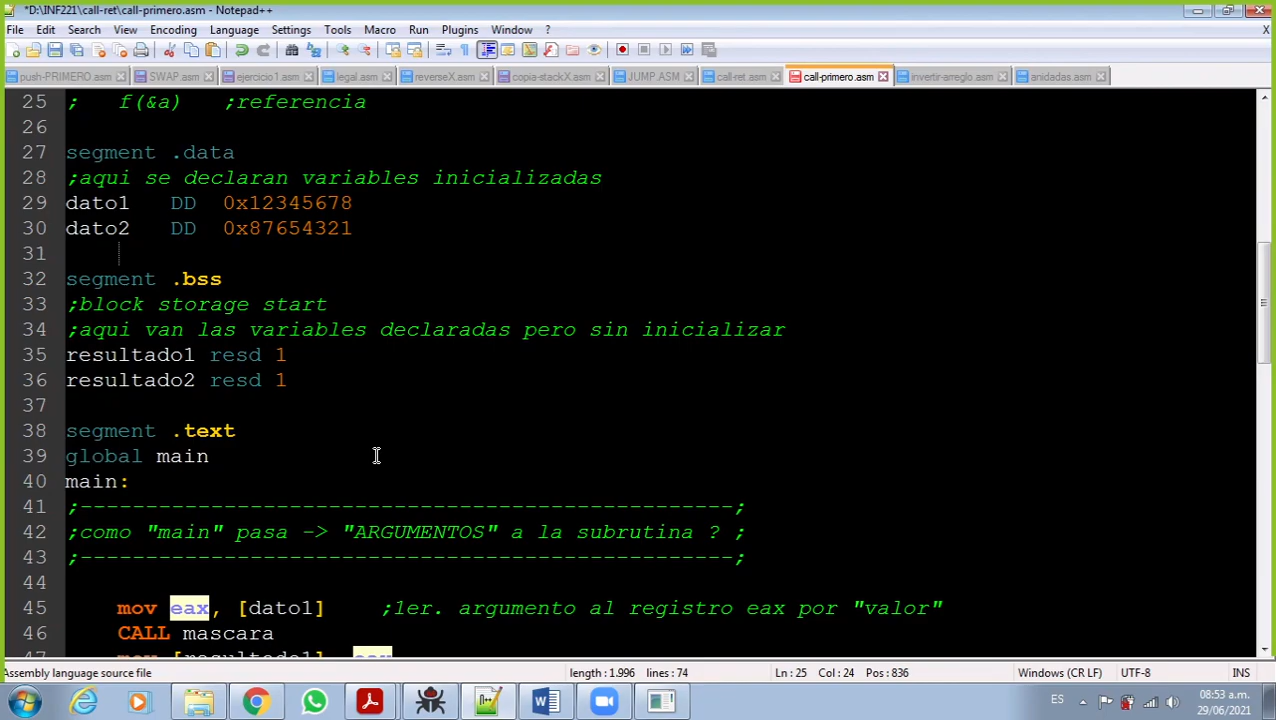 *D:\INF221\call-ret\call-primero.asm - Notepad++
File Edit Search View Encoding Language Settings Tools Macro Run Plugins Window ? X
push-PRIMERO.asm SWAP.asm ejercicio1.asm legal.asm reverseX.asm copia-stackX.asm JUMP.ASM call-ret.asm call-primero.asm invertir-arreglo.asm anidadas.asm
25 ; f(&a) ;referencia
26
27 segment .data
28 ;aqui se declaran variables inicializadas
29 dato1 DD 0x12345678
30 dato2 DD 0x87654321
31
32 segment .bss
33 ;block storage start
34 ;aqui van las variables declaradas pero sin inicializar
35 resultado1 resd 1
36 resultado2 resd 1
37
38 segment .text
39 global main
40 main:
41 ;--------------------------------------------------;
42 ;como "main" pasa -> "ARGUMENTOS" a la subrutina ? ;
43 ;--------------------------------------------------;
44
45 mov eax, [dato1] ;1er. argumento al registro eax por "valor"
46 CALL mascara
47 mov [resultado1], eax
Assembly language source file length : 1.996 lines : 74 Ln : 25 Col : 24 Pos : 836 Windows (CR LF) UTF-8 INS
ES 08:53 a.m.
29/06/2021